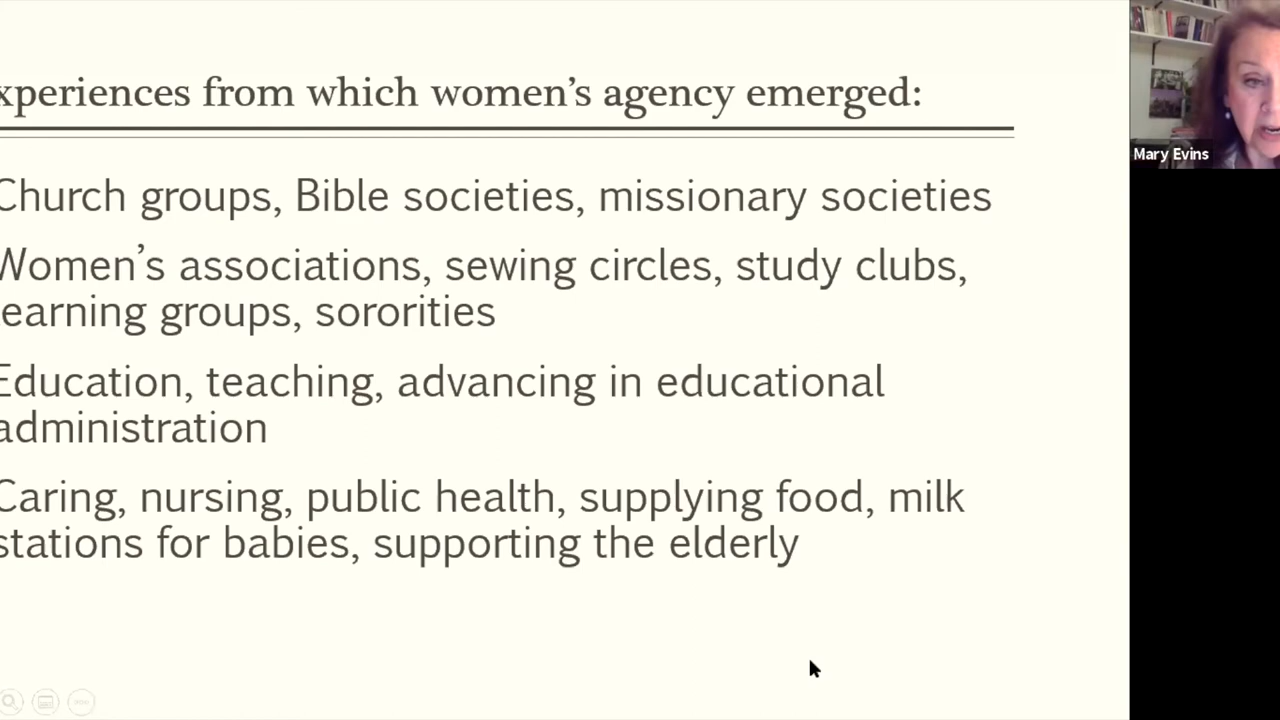 xperiences from which women's agency emerged:
Church groups, Bible societies, missionary societies
Women's associations, sewing circles, study clubs,
learning groups, sororities
Education, teaching, advancing in educational
administration
Caring, nursing, public health, supplying food, milk
stations for babies, supporting the elderly
Mary Evins